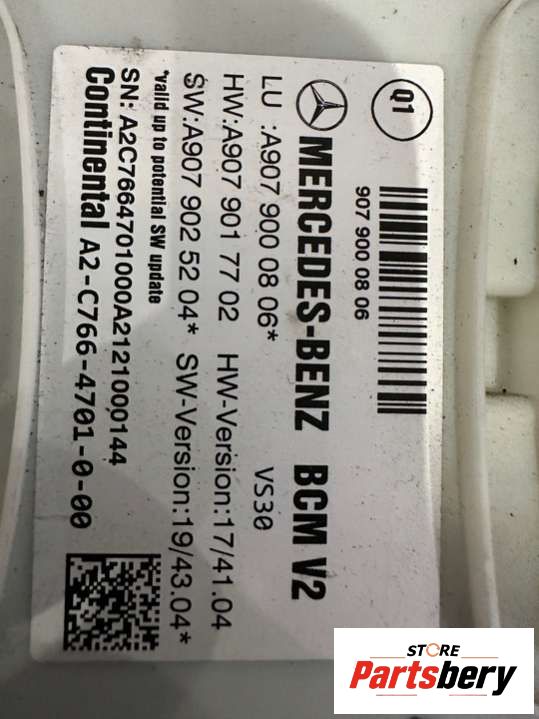 Q1
907 900 08 06
MERCEDES-BENZ BCM V2
VS30
LU :A907 900 08 06*
HW:A907 901 77 02 HW-Version:17/41.04
SW:A907 902 52 04* SW-Version:19/43.04*
*valid up to potential SW update
SN: A2C7664701000A2121000144
Continental A2-C766-4701-0-00
STORE
Partsbery